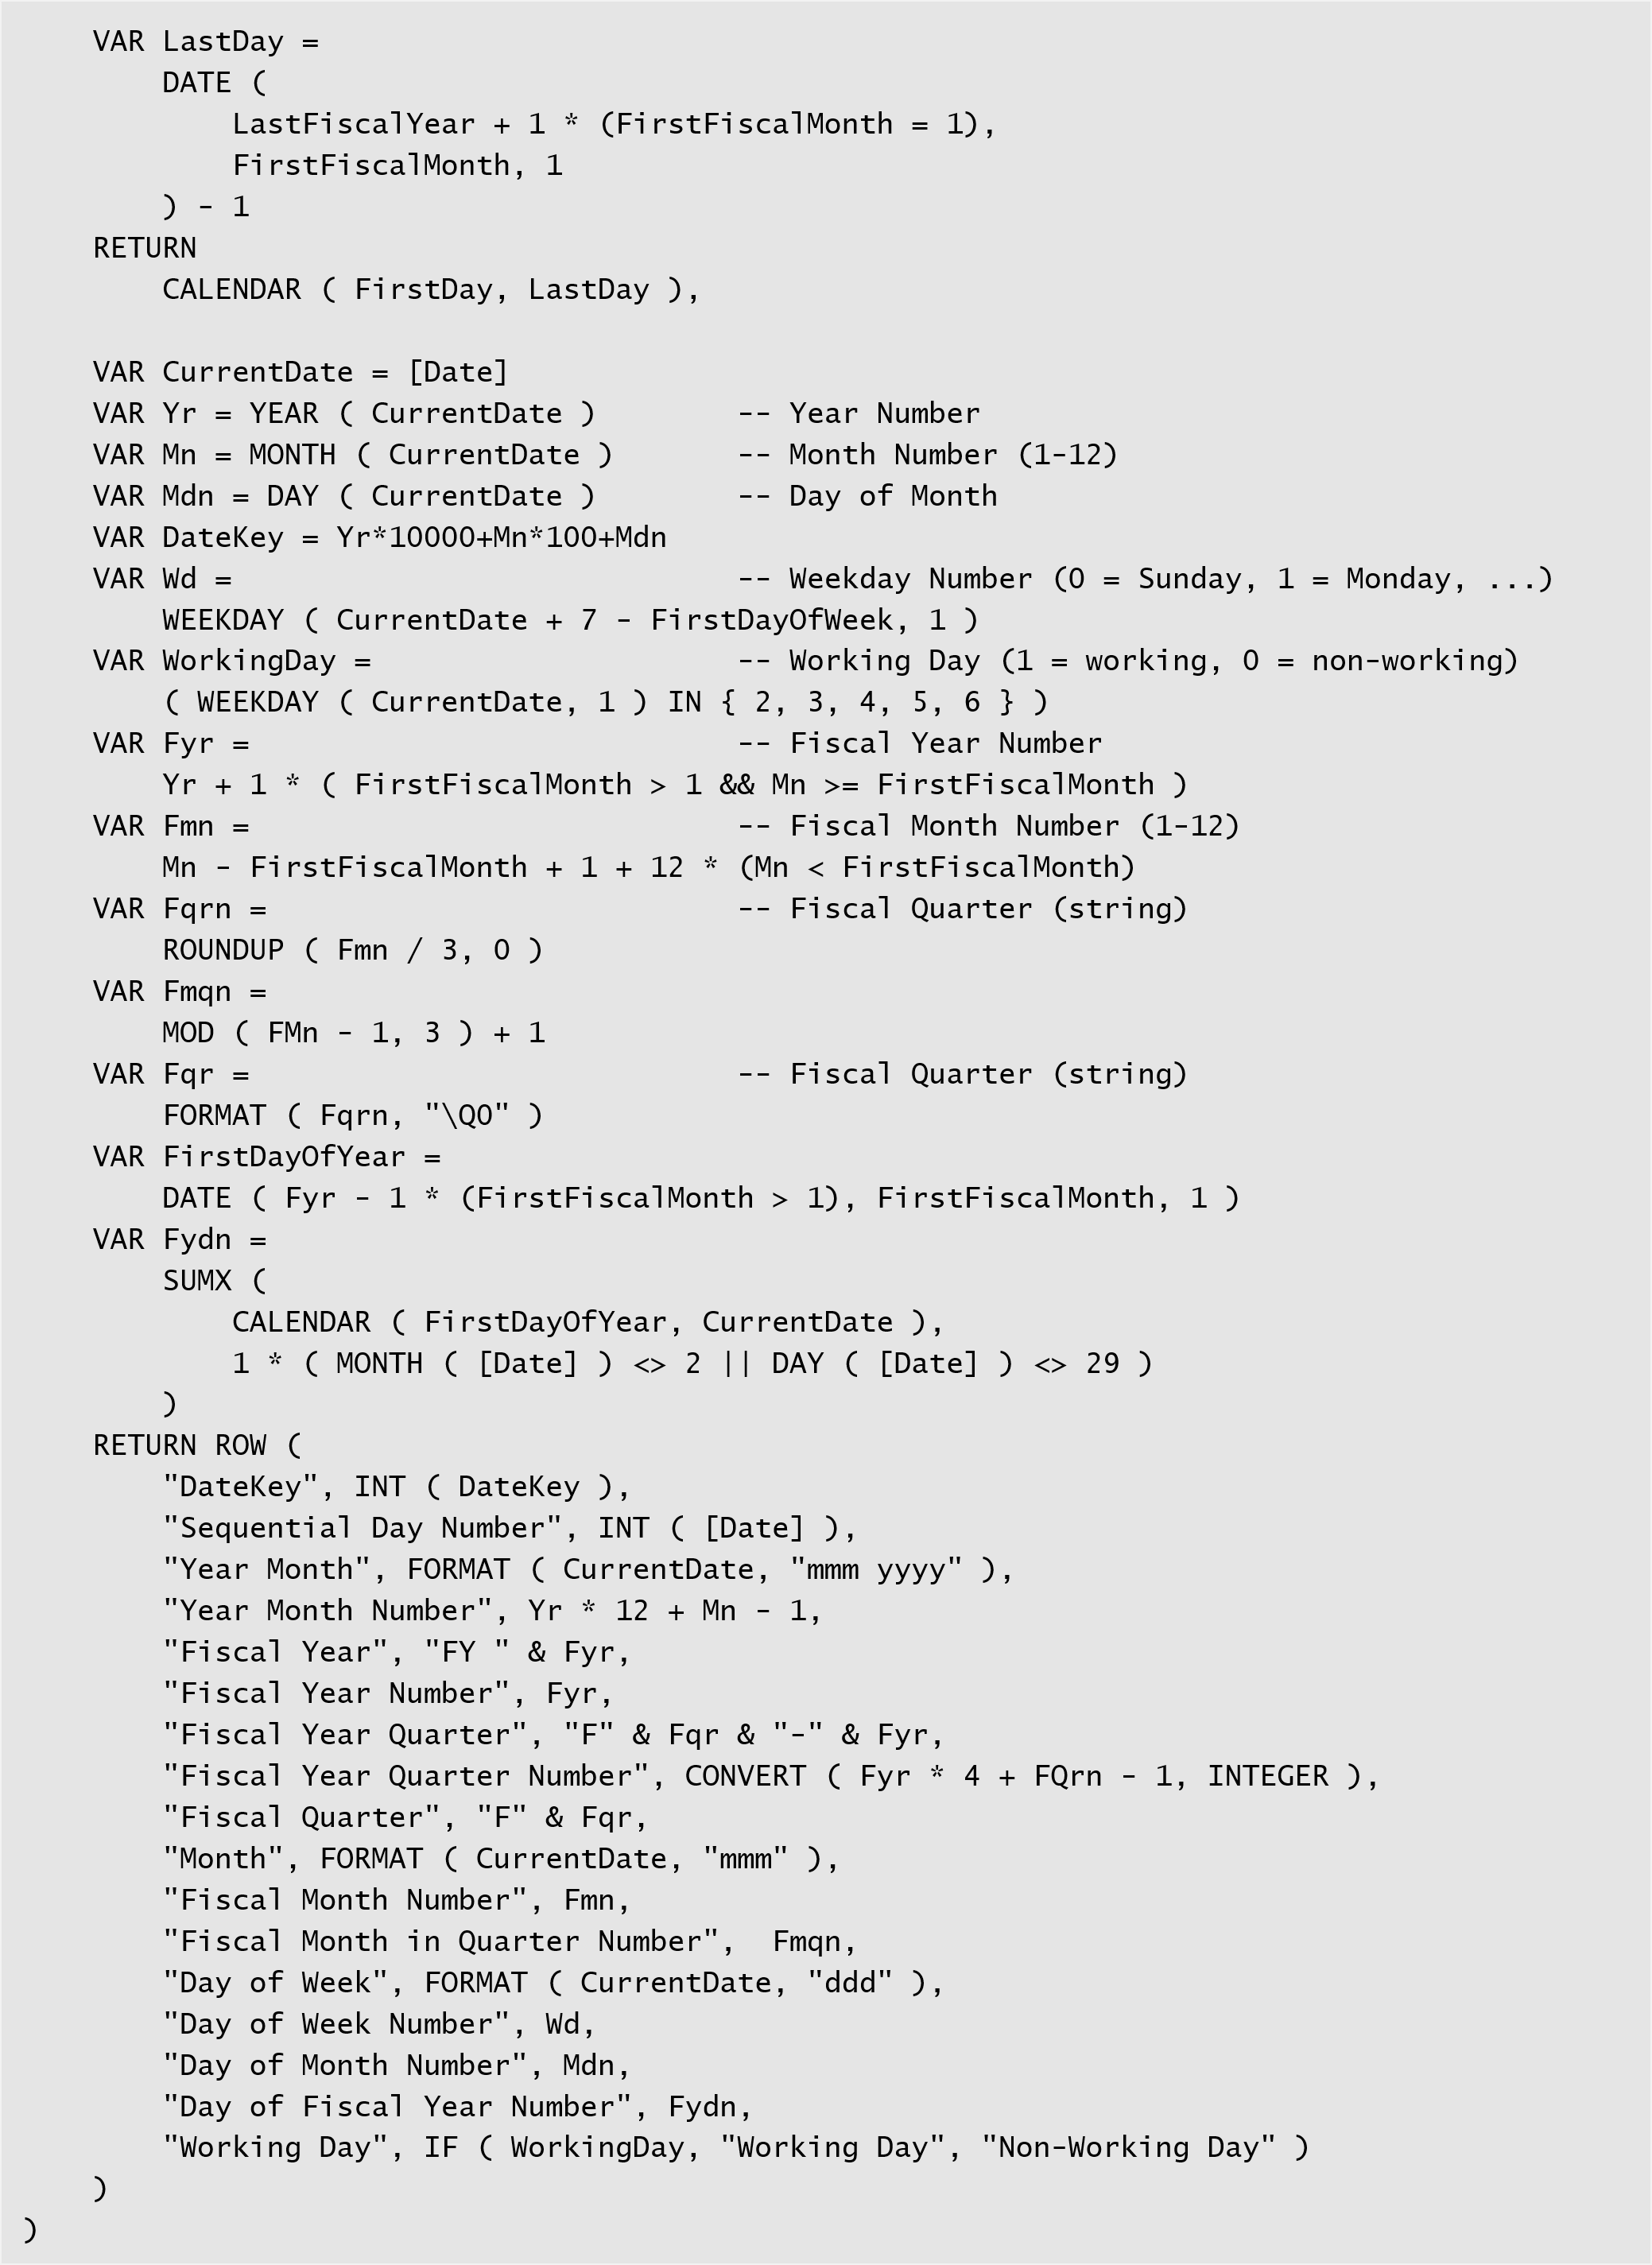 VAR LastDay =
DATE (
LastFiscalYear + 1 * (FirstFiscalMonth = 1),
FirstFiscalMonth, 1
) - 1
RETURN
CALENDAR ( FirstDay, LastDay ),
VAR CurrentDate = [Date]
VAR Yr = YEAR ( CurrentDate ) -- Year Number
VAR Mn = MONTH ( CurrentDate ) -- Month Number (1-12)
VAR Mdn = DAY ( CurrentDate ) -- Day of Month
VAR DateKey = Yr*10000+Mn*100+Mdn
VAR Wd = -- Weekday Number (0 = Sunday, 1 = Monday, ...)
WEEKDAY ( CurrentDate + 7 - FirstDayOfWeek, 1 )
VAR WorkingDay = -- Working Day (1 = working, 0 = non-working)
( WEEKDAY ( CurrentDate, 1 ) IN { 2, 3, 4, 5, 6 } )
VAR Fyr = -- Fiscal Year Number
Yr + 1 * ( FirstFiscalMonth > 1 && Mn >= FirstFiscalMonth )
VAR Fmn = -- Fiscal Month Number (1-12)
Mn - FirstFiscalMonth + 1 + 12 * (Mn < FirstFiscalMonth)
VAR Fqrn = -- Fiscal Quarter (string)
ROUNDUP ( Fmn / 3, 0 )
VAR Fmqn =
MOD ( FMn - 1, 3 ) + 1
VAR Fqr = -- Fiscal Quarter (string)
FORMAT ( Fqrn, "\Q0" )
VAR FirstDayOfYear =
DATE ( Fyr - 1 * (FirstFiscalMonth > 1), FirstFiscalMonth, 1 )
VAR Fydn =
SUMX (
CALENDAR ( FirstDayOfYear, CurrentDate ),
1 * ( MONTH ( [Date] ) <> 2 || DAY ( [Date] ) <> 29 )
)
RETURN ROW (
"DateKey", INT ( DateKey ),
"Sequential Day Number", INT ( [Date] ),
"Year Month", FORMAT ( CurrentDate, "mmm yyyy" ),
"Year Month Number", Yr * 12 + Mn - 1,
"Fiscal Year", "FY " & Fyr,
"Fiscal Year Number", Fyr,
"Fiscal Year Quarter", "F" & Fqr & "-" & Fyr,
"Fiscal Year Quarter Number", CONVERT ( Fyr * 4 + FQrn - 1, INTEGER ),
"Fiscal Quarter", "F" & Fqr,
"Month", FORMAT ( CurrentDate, "mmm" ),
"Fiscal Month Number", Fmn,
"Fiscal Month in Quarter Number",  Fmqn,
"Day of Week", FORMAT ( CurrentDate, "ddd" ),
"Day of Week Number", Wd,
"Day of Month Number", Mdn,
"Day of Fiscal Year Number", Fydn,
"Working Day", IF ( WorkingDay, "Working Day", "Non-Working Day" )
)
)